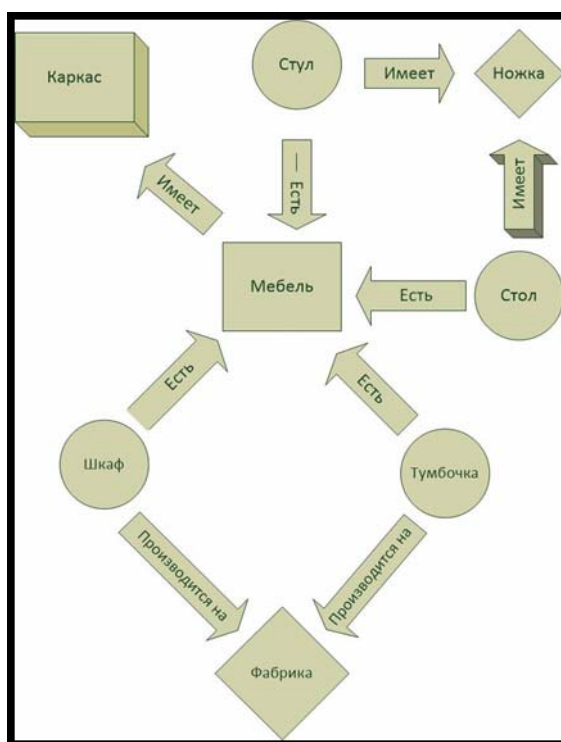 Каркас
Стул
Имеет
Ножка
Имеет
— Есть
Имеет
Мебель
Есть
Стол
Есть
Есть
Шкаф
Тумбочка
Производится на
Производится на
Фабрика